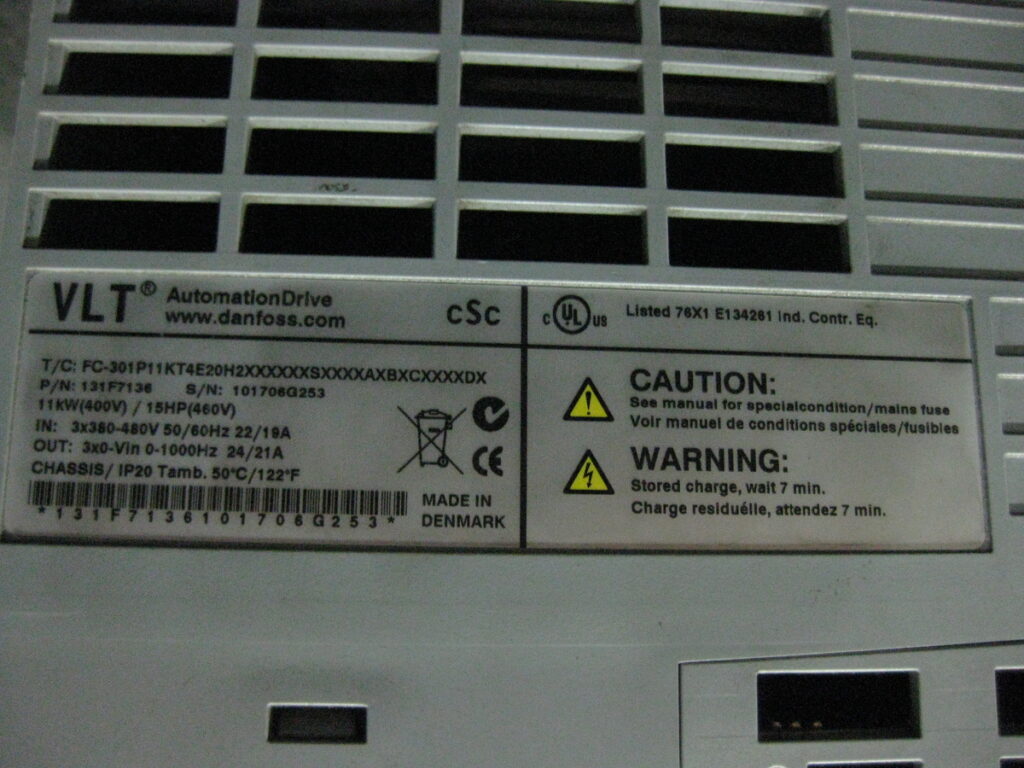 VLT® AutomationDrive
www.danfoss.com
cSc
T/C: FC-301P11KT4E20H2XXXXXXSXXXXAXBXCXXXXDX
P/N: 131F7136 S/N: 101706G253
11kW(400V) / 15HP(460V)
IN: 3x380-480V 50/60Hz 22/19A
OUT: 3x0-Vin 0-1000Hz 24/21A
CHASSIS/ IP20 Tamb. 50°C/122°F
*131F7136101706G253*
MADE IN
DENMARK
CE
c UL us
Listed 76X1 E134261 Ind. Contr. Eq.
CAUTION:
See manual for specialcondition/mains fuse
Voir manuel de conditions spéciales/fusibles
WARNING:
Stored charge, wait 7 min.
Charge residuélle, attendez 7 min.